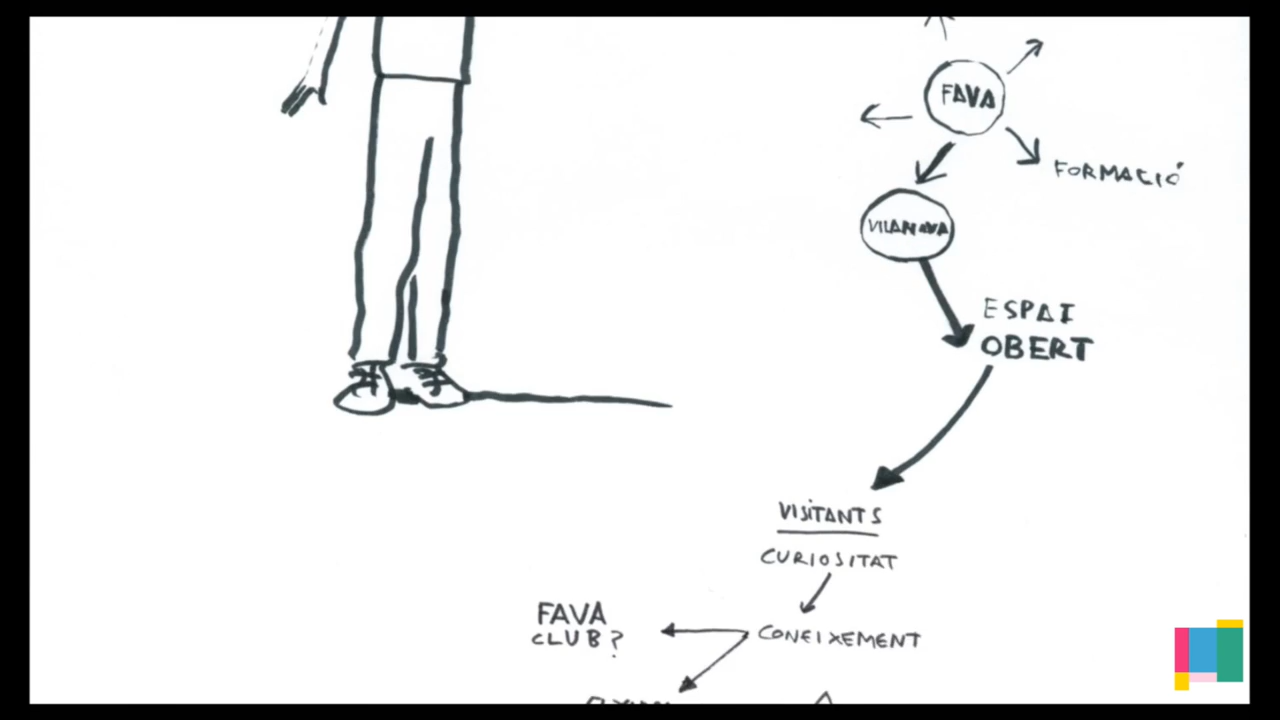 FAVA
FORMACIÓ
VILANOVA
ESPAI
OBERT
VISITANTS
CURIOSITAT
CONEIXEMENT
FAVA
CLUB?